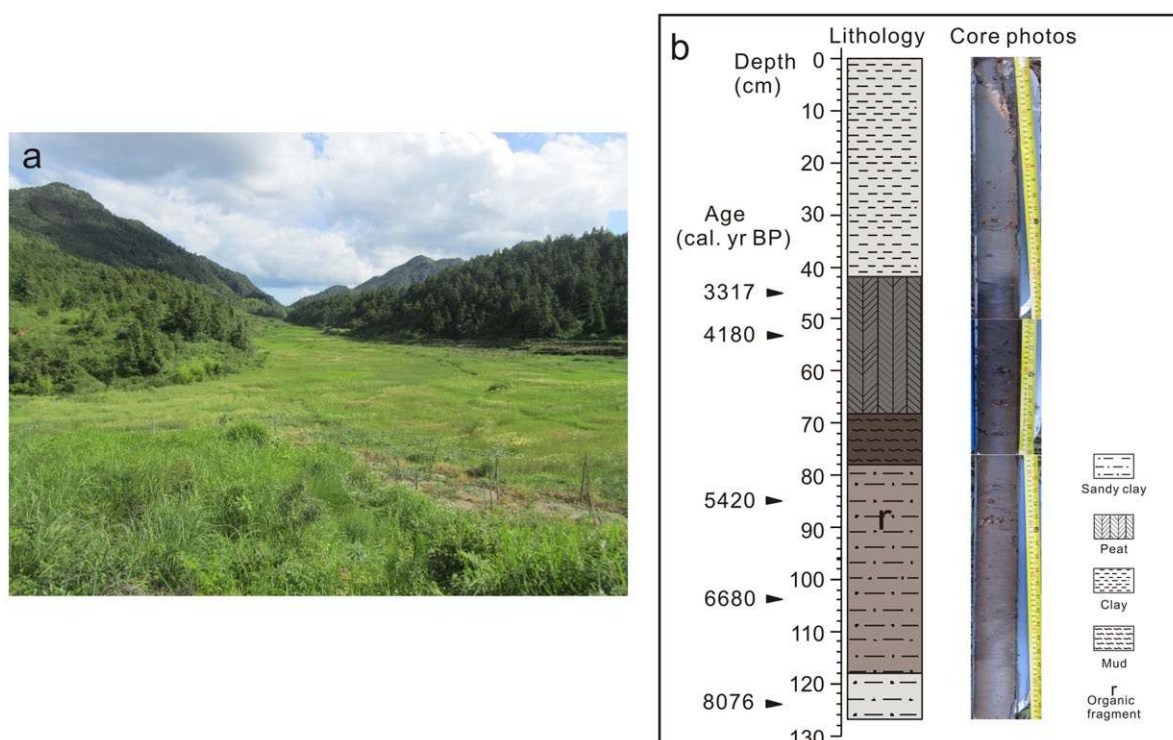 a
b
Lithology
Core photos
Depth
(cm)
0
10
20
30
Age
(cal. yr BP)
40
3317
50
4180
60
70
80
5420
r
90
100
6680
110
120
8076
130
Sandy clay
Peat
Clay
Mud
r
Organic
fragment